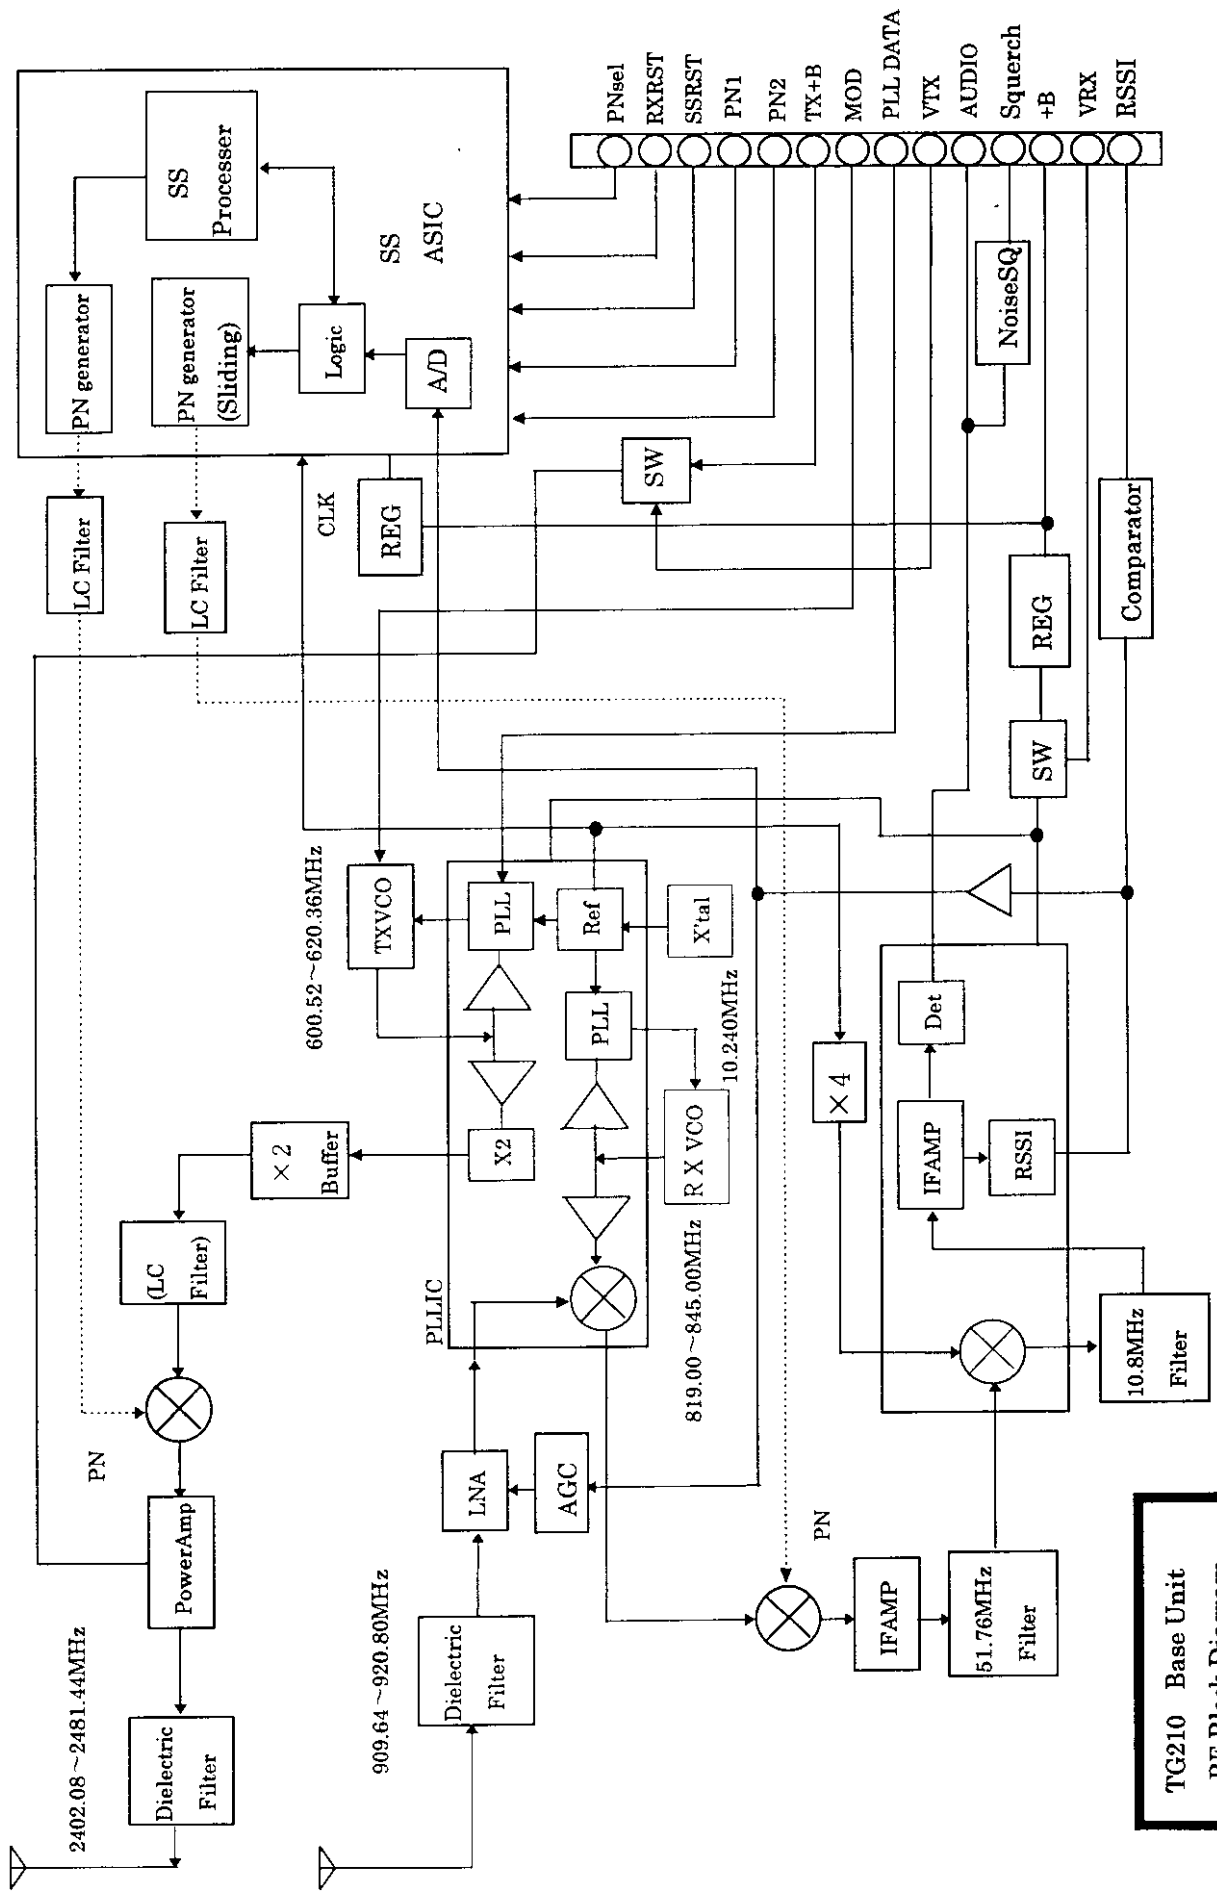 2402.08~2481.44MHz
Dielectric
Filter
PowerAmp
PN
(LC
Filter)
×2
Buffer
LC Filter
LC Filter
PN generator
PN generator
(Sliding)
SS
Processer
Logic
A/D
SS
ASIC
CLK
REG
SW
600.52~620.36MHz
TXVCO
PLLIC
X2
PLL
Ref
PLL
X'tal
10.240MHz
R X VCO
819.00~845.00MHz
909.64~920.80MHz
Dielectric
Filter
LNA
AGC
PN
IFAMP
51.76MHz
Filter
×4
10.8MHz
Filter
IFAMP
RSSI
Det
SW
REG
Comparator
NoiseSQ
PNsel
RXRST
SSRST
PN1
PN2
TX+B
MOD
PLL DATA
VTX
AUDIO
Squerch
+B
VRX
RSSI
TG210 Base Unit